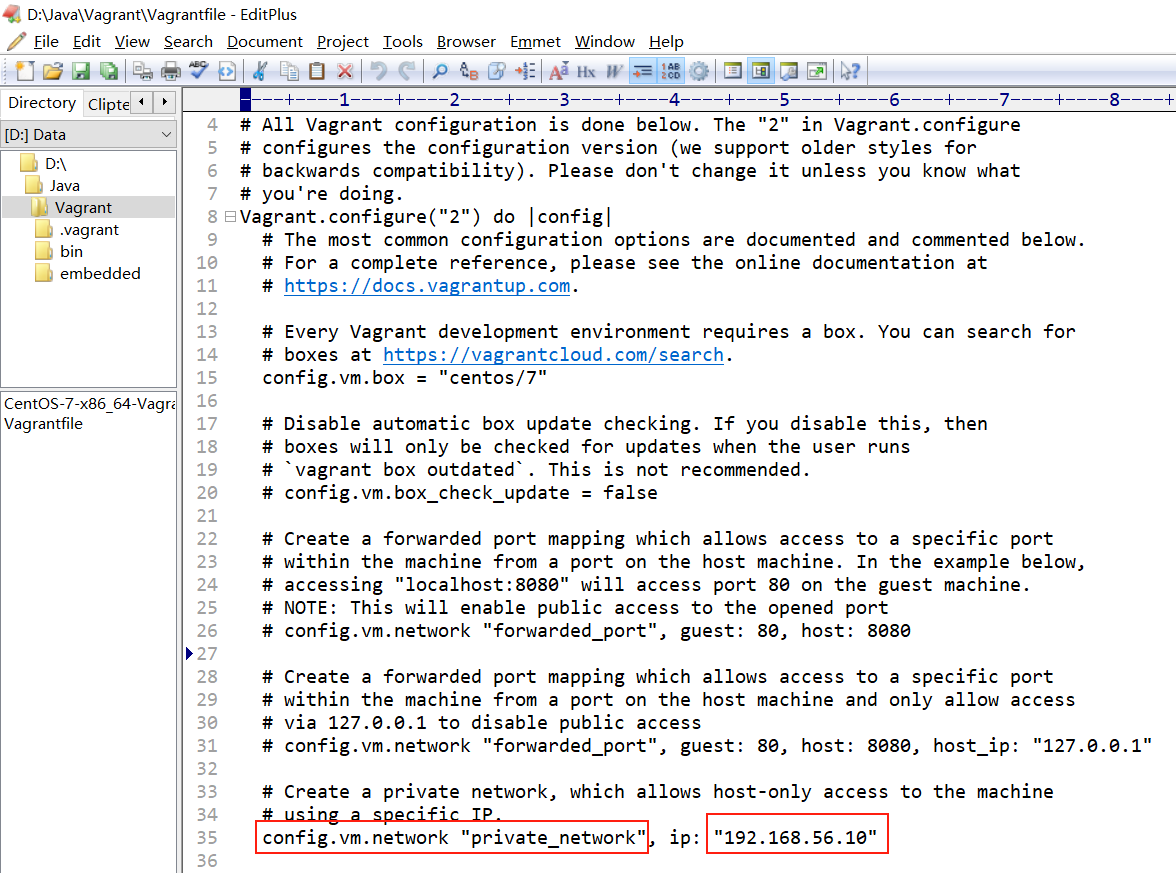 D:\Java\Vagrant\Vagrantfile - EditPlus
File Edit View Search Document Project Tools Browser Emmet Window Help
Directory Clipte
[D:] Data
D:\
Java
Vagrant
.vagrant
bin
embedded
CentOS-7-x86_64-Vagra
Vagrantfile
----+----1----+----2----+----3----+----4----+----5----+----6----+----7----+----8----+
4 # All Vagrant configuration is done below. The "2" in Vagrant.configure
5 # configures the configuration version (we support older styles for
6 # backwards compatibility). Please don't change it unless you know what
7 # you're doing.
8 Vagrant.configure("2") do |config|
9 # The most common configuration options are documented and commented below.
10 # For a complete reference, please see the online documentation at
11 # https://docs.vagrantup.com.
12
13 # Every Vagrant development environment requires a box. You can search for
14 # boxes at https://vagrantcloud.com/search.
15 config.vm.box = "centos/7"
16
17 # Disable automatic box update checking. If you disable this, then
18 # boxes will only be checked for updates when the user runs
19 # `vagrant box outdated`. This is not recommended.
20 # config.vm.box_check_update = false
21
22 # Create a forwarded port mapping which allows access to a specific port
23 # within the machine from a port on the host machine. In the example below,
24 # accessing "localhost:8080" will access port 80 on the guest machine.
25 # NOTE: This will enable public access to the opened port
26 # config.vm.network "forwarded_port", guest: 80, host: 8080
27
28 # Create a forwarded port mapping which allows access to a specific port
29 # within the machine from a port on the host machine and only allow access
30 # via 127.0.0.1 to disable public access
31 # config.vm.network "forwarded_port", guest: 80, host: 8080, host_ip: "127.0.0.1"
32
33 # Create a private network, which allows host-only access to the machine
34 # using a specific IP.
35 config.vm.network "private_network", ip: "192.168.56.10"
36